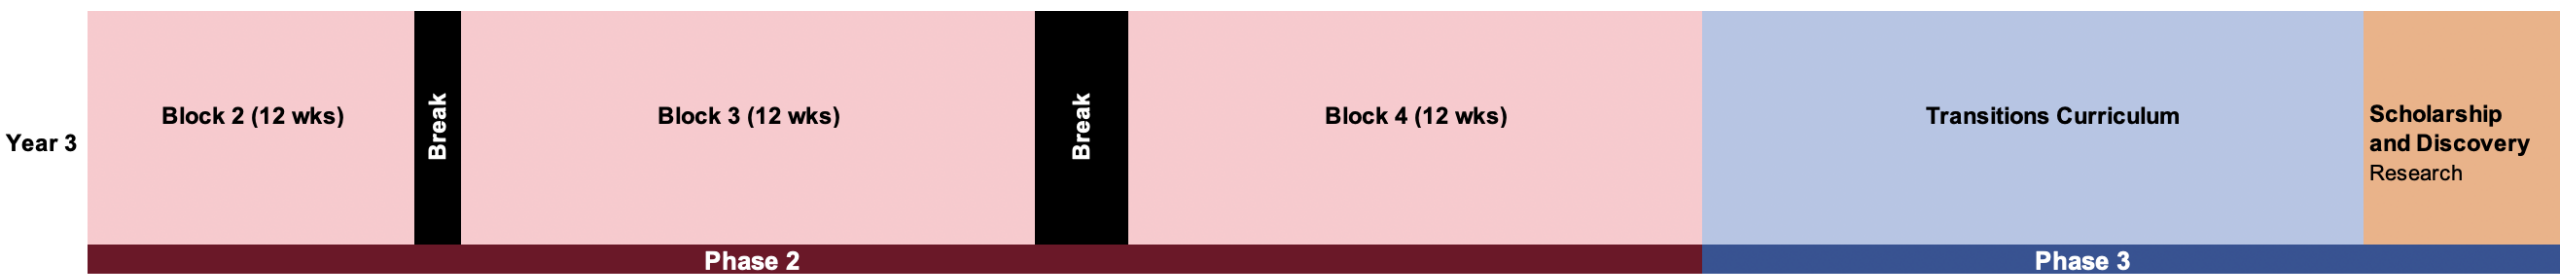 Year 3
Block 2 (12 wks)
Break
Block 3 (12 wks)
Break
Block 4 (12 wks)
Transitions Curriculum
Scholarship
and Discovery
Research
Phase 2
Phase 3